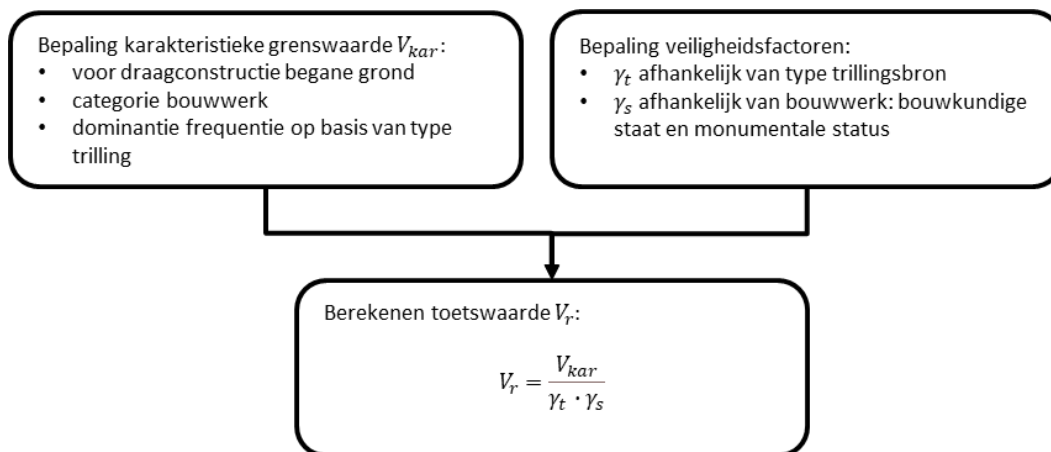 Bepaling karakteristieke grenswaarde V_kar:
• voor draagconstructie begane grond
• categorie bouwwerk
• dominantie frequentie op basis van type
trilling
Bepaling veiligheidsfactoren:
• γ_t afhankelijk van type trillingsbron
• γ_s afhankelijk van bouwwerk: bouwkundige
staat en monumentale status
Berekenen toetswaarde V_r:
V_r = V_kar / (γ_t · γ_s)